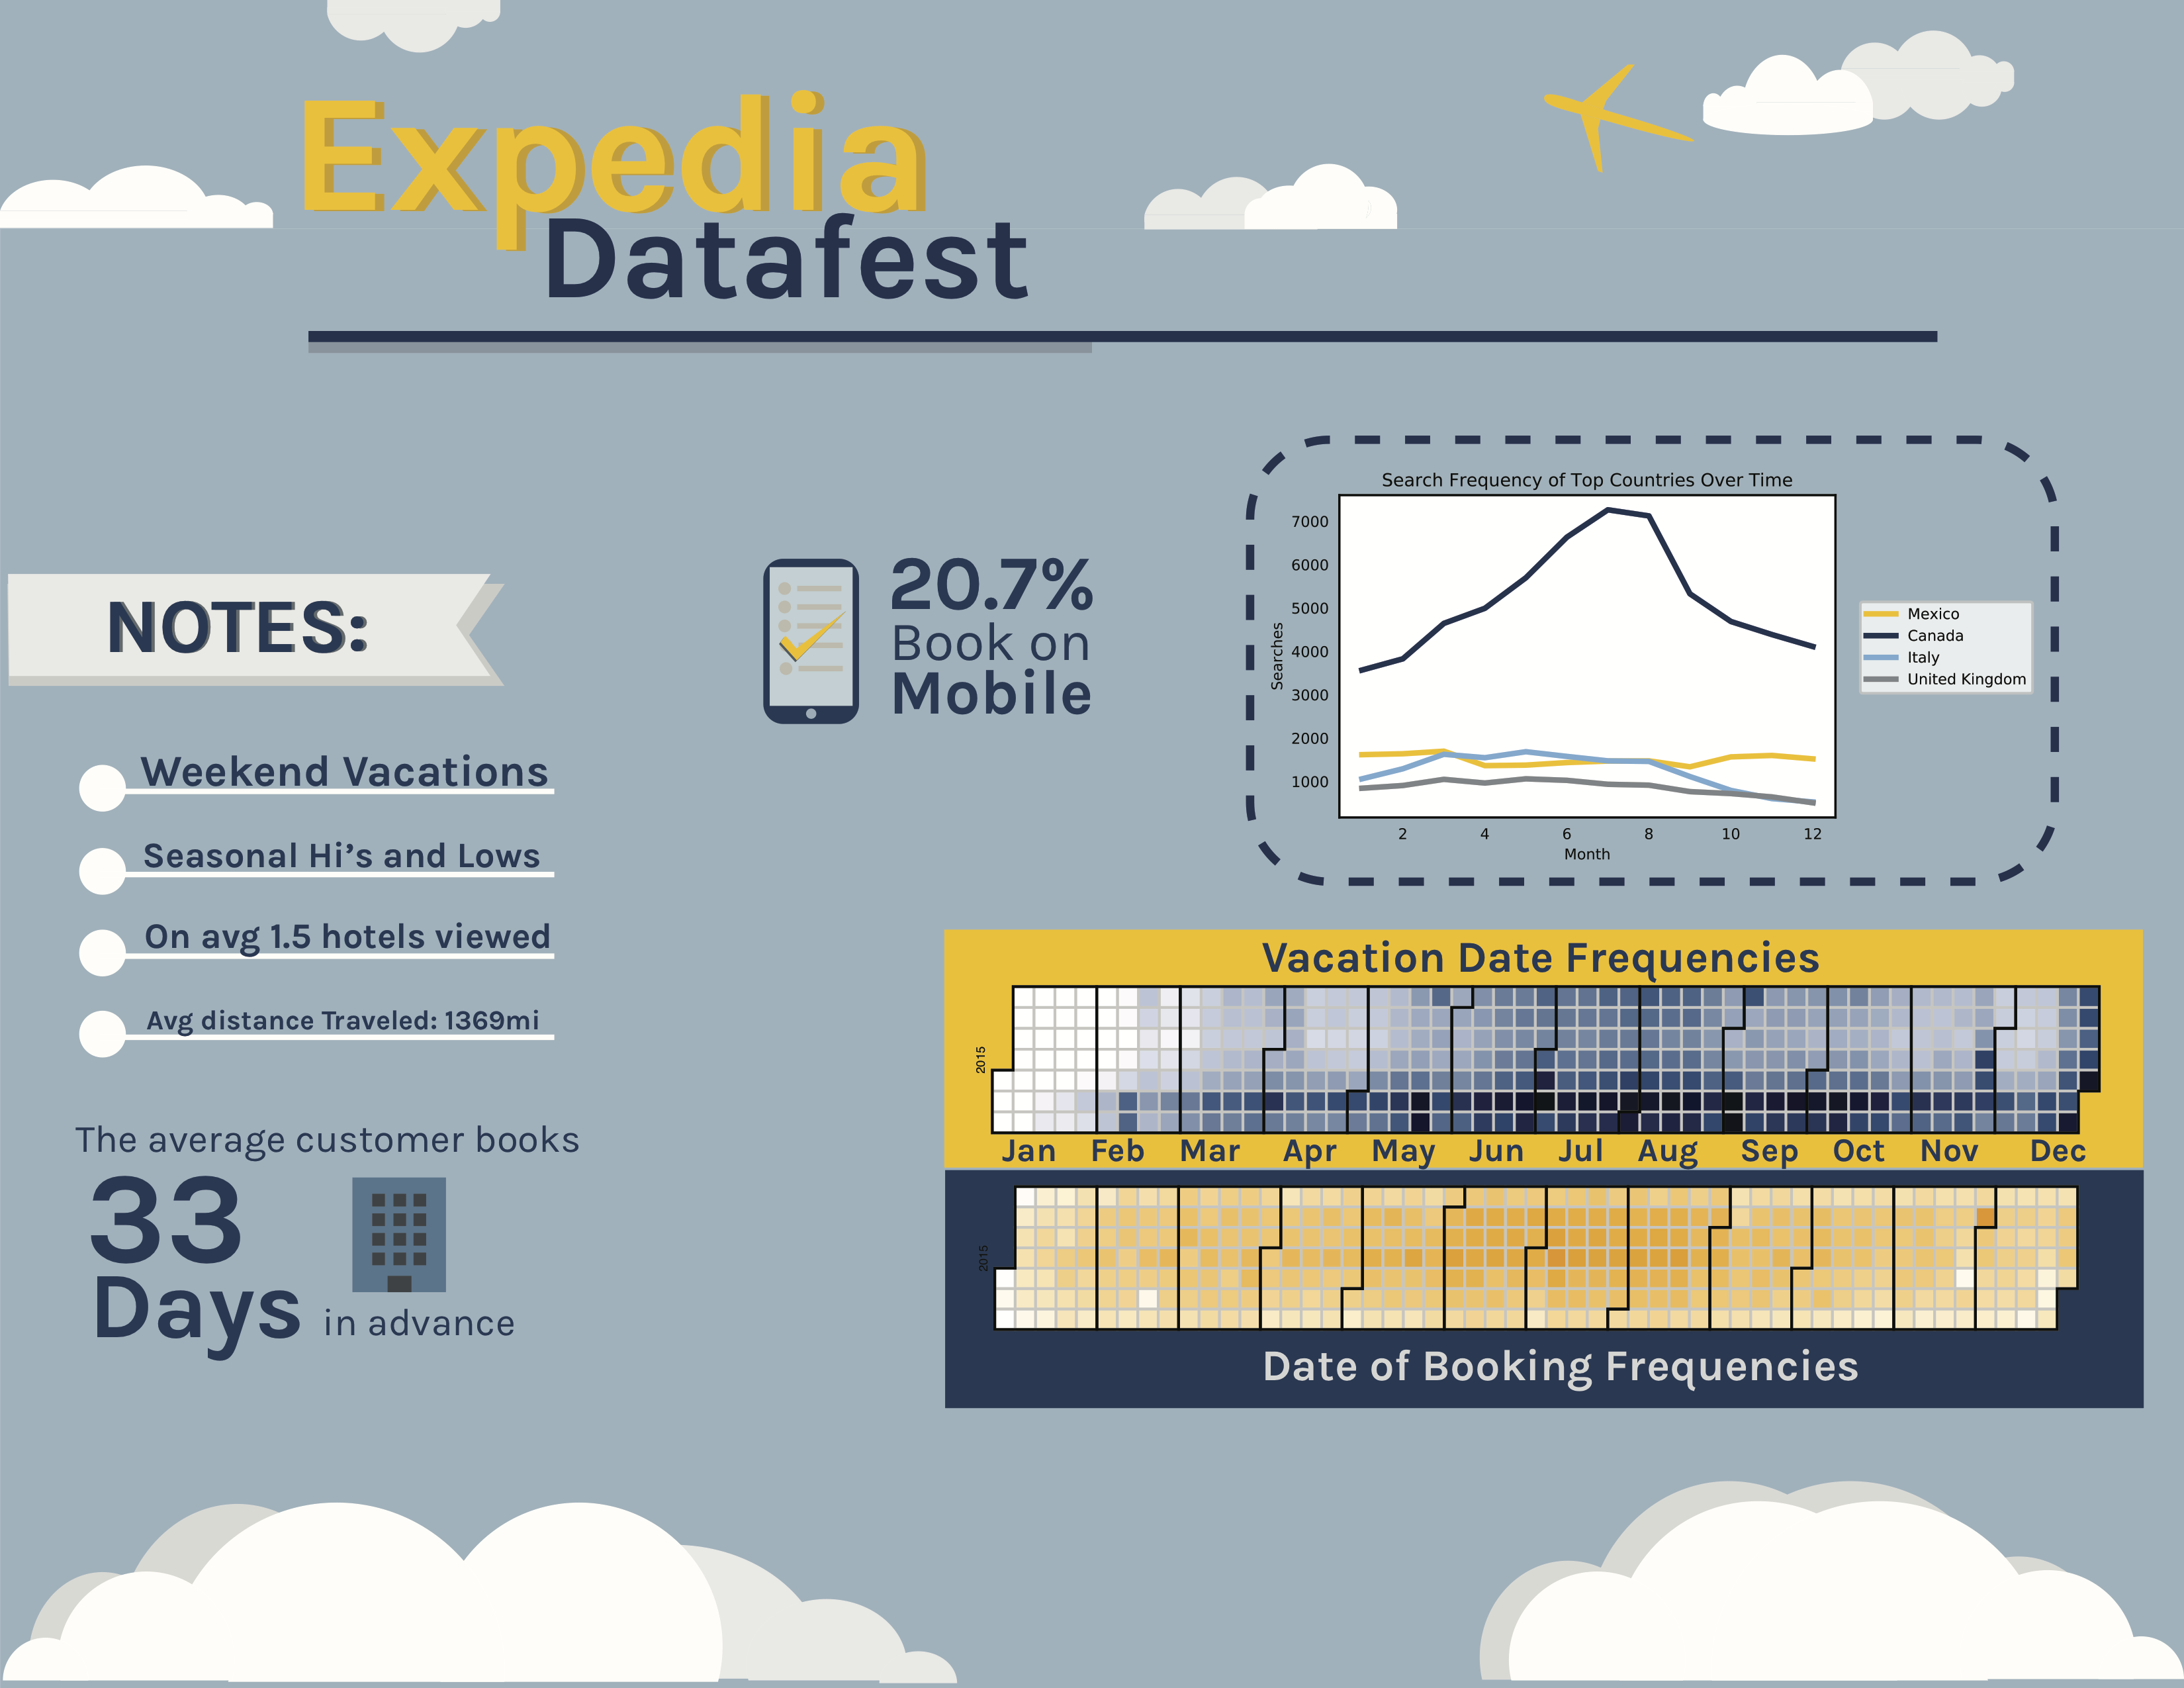 Expedia
Datafest
NOTES:
Weekend Vacations
Seasonal Hi’s and Lows
On avg 1.5 hotels viewed
Avg distance Traveled: 1369mi
The average customer books
33
Days
in advance
20.7%
Book on
Mobile
Search Frequency of Top Countries Over Time
7000
6000
5000
4000
3000
2000
1000
Searches
2 4 6 8 10 12
Month
Mexico
Canada
Italy
United Kingdom
Vacation Date Frequencies
2015
Jan Feb Mar Apr May Jun Jul Aug Sep Oct Nov Dec
2015
Date of Booking Frequencies